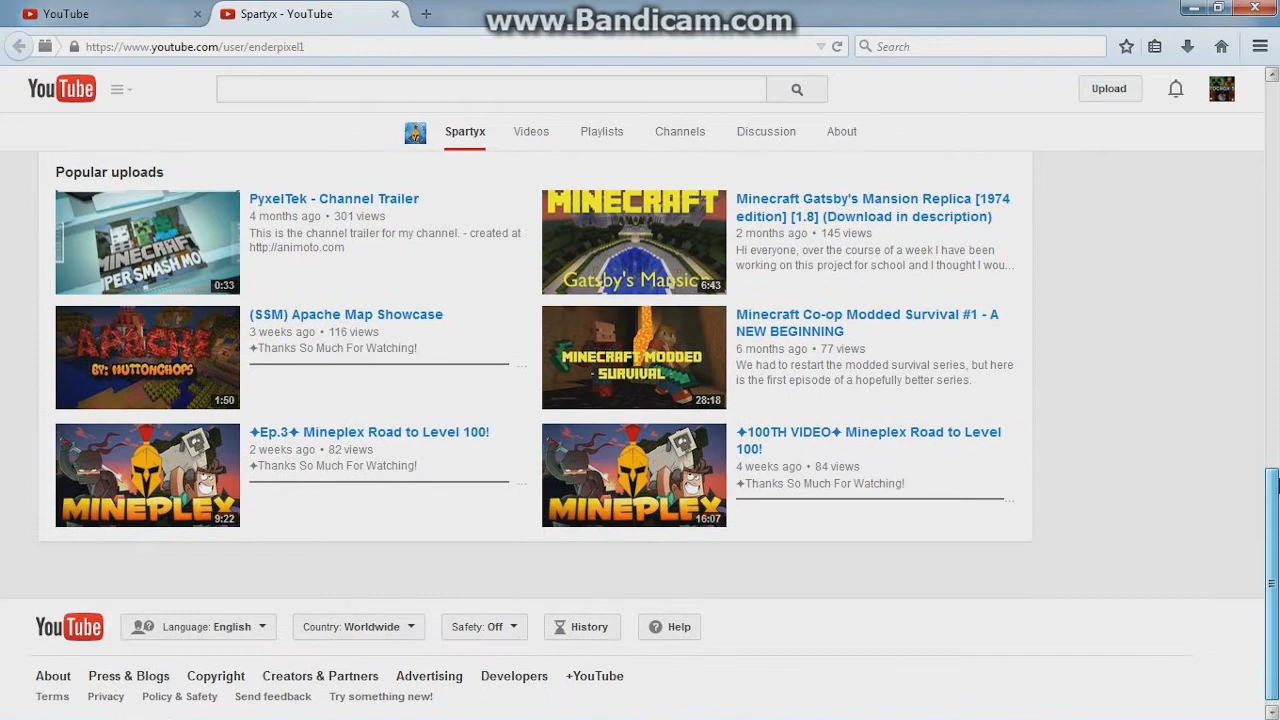 www.Bandicam.com
YouTube
Spartyx - YouTube
https://www.youtube.com/user/enderpixel1
Search
YouTube
Upload
Spartyx
Videos
Playlists
Channels
Discussion
About
Popular uploads
PyxelTek - Channel Trailer
4 months ago • 301 views
This is the channel trailer for my channel. - created at
http://animoto.com
MINECRAFT
PER SMASH MO
0:33
Minecraft Gatsby's Mansion Replica [1974
edition] [1.8] (Download in description)
2 months ago • 145 views
Hi everyone, over the course of a week I have been
working on this project for school and I thought I wou...
MINECRAFT
Gatsby's Mansion
6:43
(SSM) Apache Map Showcase
3 weeks ago • 116 views
✦Thanks So Much For Watching!
...
APACHE
BY: MUTTONCHOPS
1:50
Minecraft Co-op Modded Survival #1 - A
NEW BEGINNING
6 months ago • 77 views
We had to restart the modded survival series, but here
is the first episode of a hopefully better series.
MINECRAFT MODDED
- SURVIVAL
28:18
✦Ep.3✦ Mineplex Road to Level 100!
2 weeks ago • 82 views
✦Thanks So Much For Watching!
...
MINEPLEX
9:22
✦100TH VIDEO✦ Mineplex Road to Level
100!
4 weeks ago • 84 views
✦Thanks So Much For Watching!
...
MINEPLEX
16:07
YouTube
Language: English
Country: Worldwide
Safety: Off
History
Help
About
Press & Blogs
Copyright
Creators & Partners
Advertising
Developers
+YouTube
Terms
Privacy
Policy & Safety
Send feedback
Try something new!